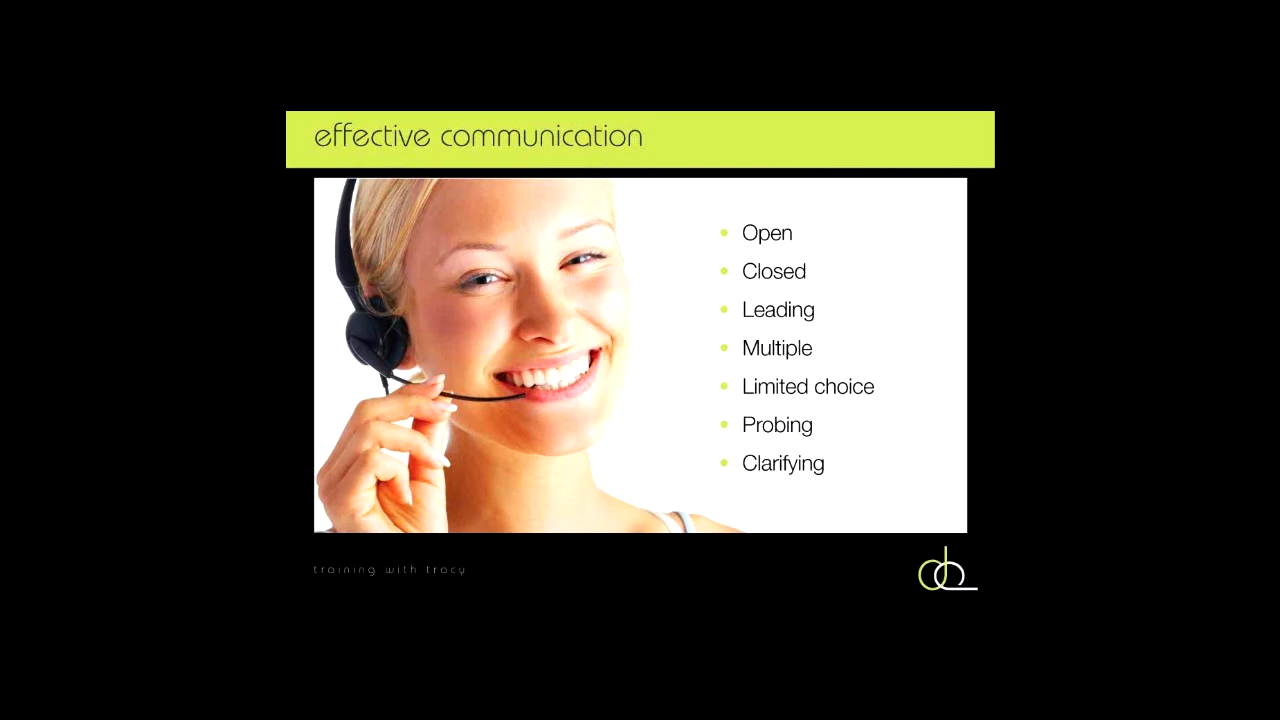 effective communication
Open
Closed
Leading
Multiple
Limited choice
Probing
Clarifying
training with tracy